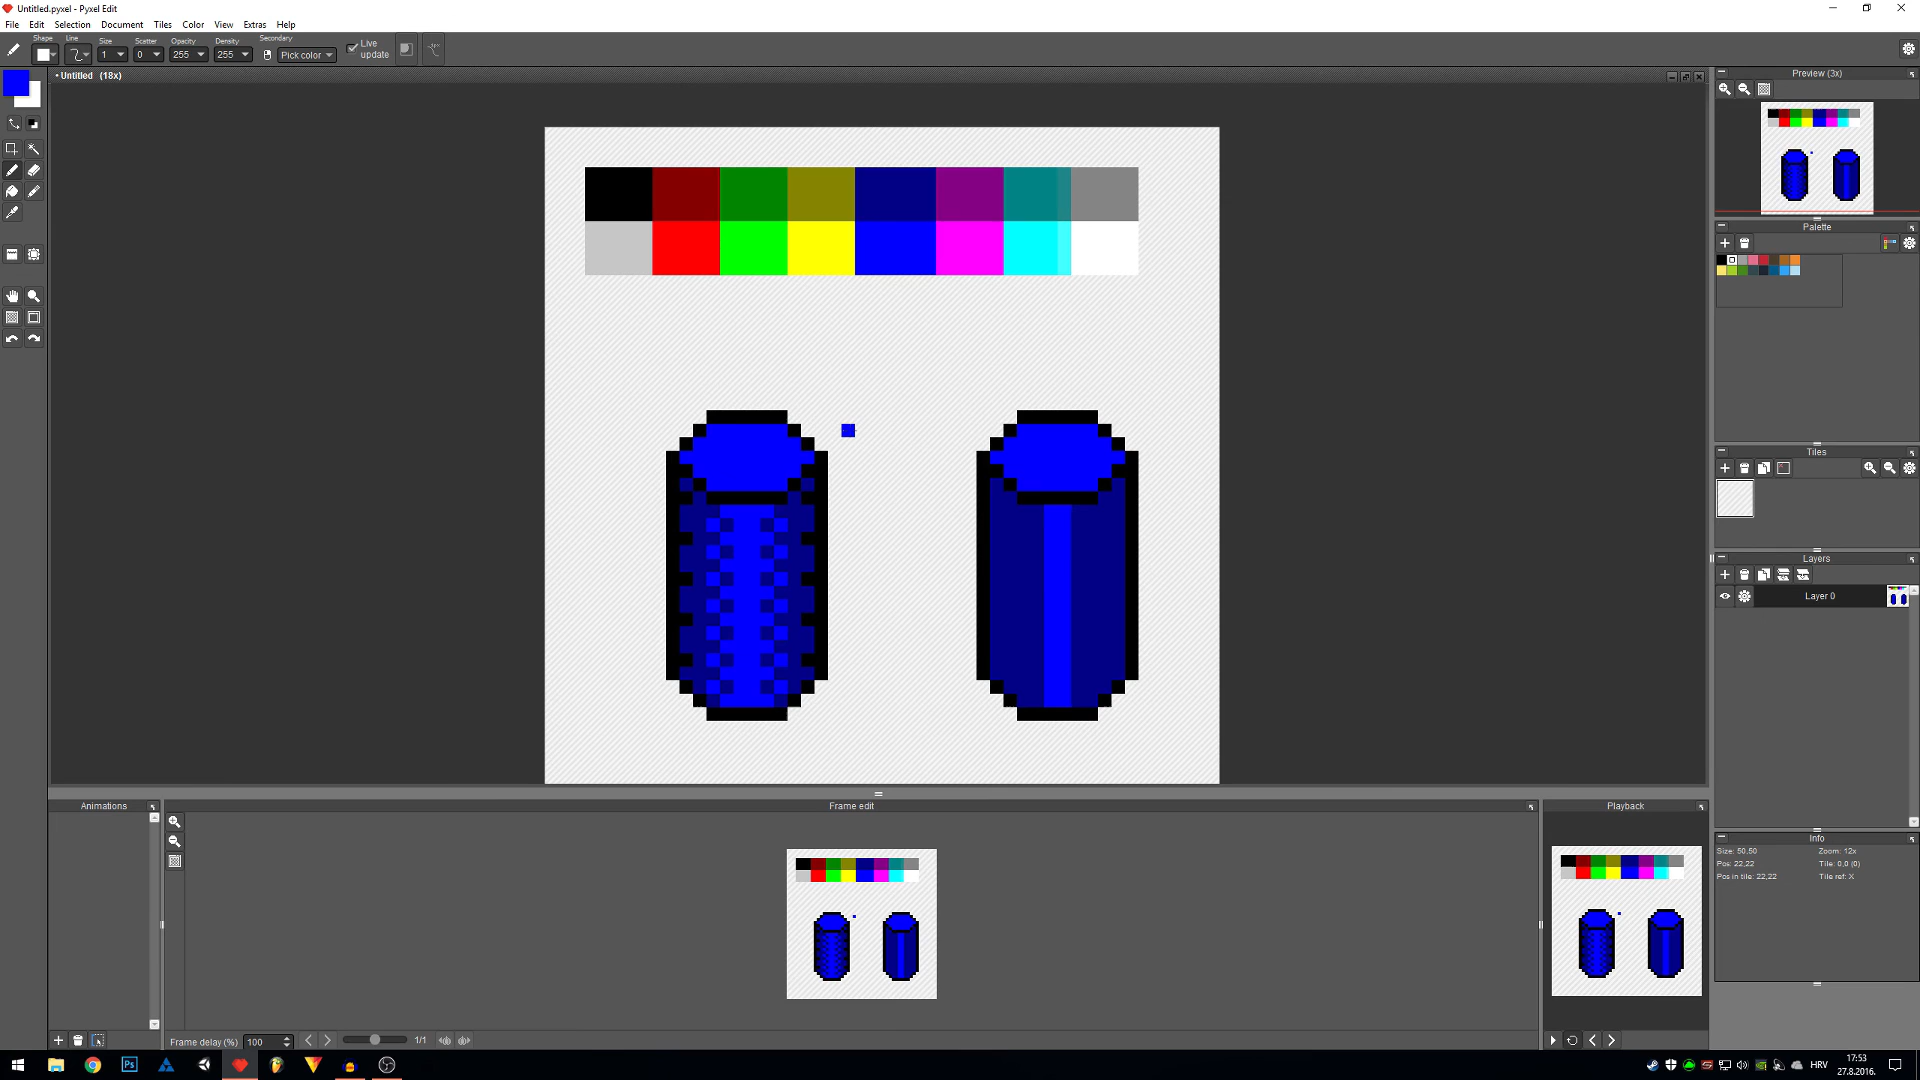 Untitled.pyxel - Pyxel Edit
File Edit Selection Document Tiles Color View Extras Help
Shape Line Size Scatter Opacity Density Secondary
1 0 255 255 Pick color Live update
• Untitled (18x)
Preview (3x)
Palette
Tiles
Layers
Layer 0
Animations
Frame edit
Playback
Info
Size: 50,50 Zoom: 12x
Pos: 22,22 Tile: 0,0 (0)
Pos in tile: 22,22 Tile ref: X
Frame delay (%) 100 1/1
Ps
HRV
17:53
27.8.2016.